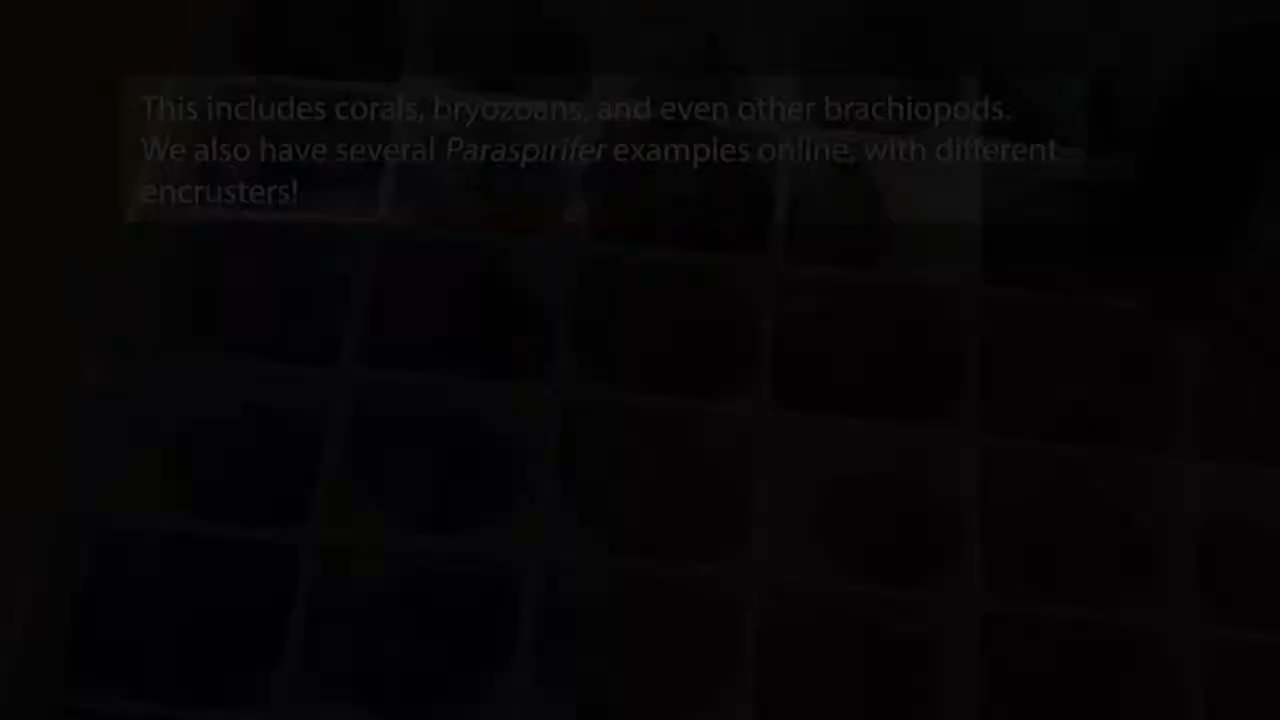 This includes corals, bryozoans, and even other brachiopods.
We also have several Paraspirifer examples online, with different
encrusters!